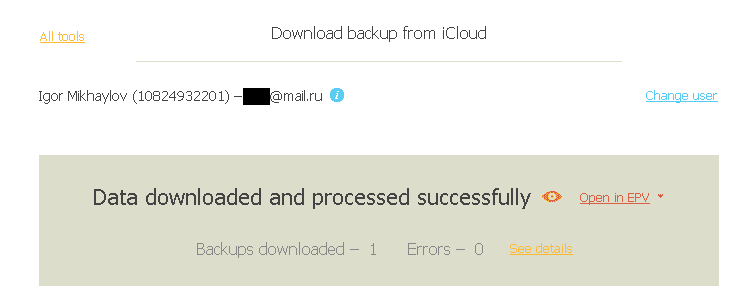 All tools
Download backup from iCloud
Igor Mikhaylov (10824932201) – @mail.ru i
Change user
Data downloaded and processed successfully
Open in EPV
Backups downloaded – 1 Errors – 0 See details